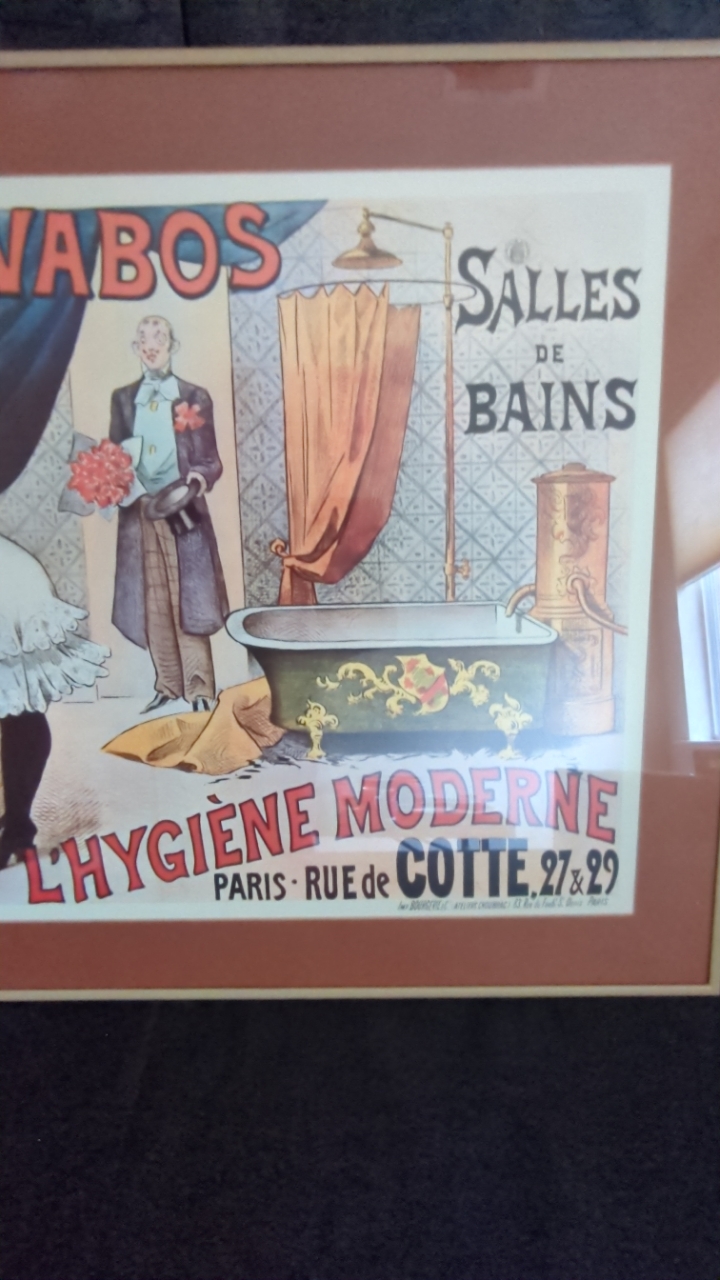 VABOS
SALLES
DE
BAINS
L'HYGIÈNE MODERNE
PARIS · RUE de COTTE, 27 & 29